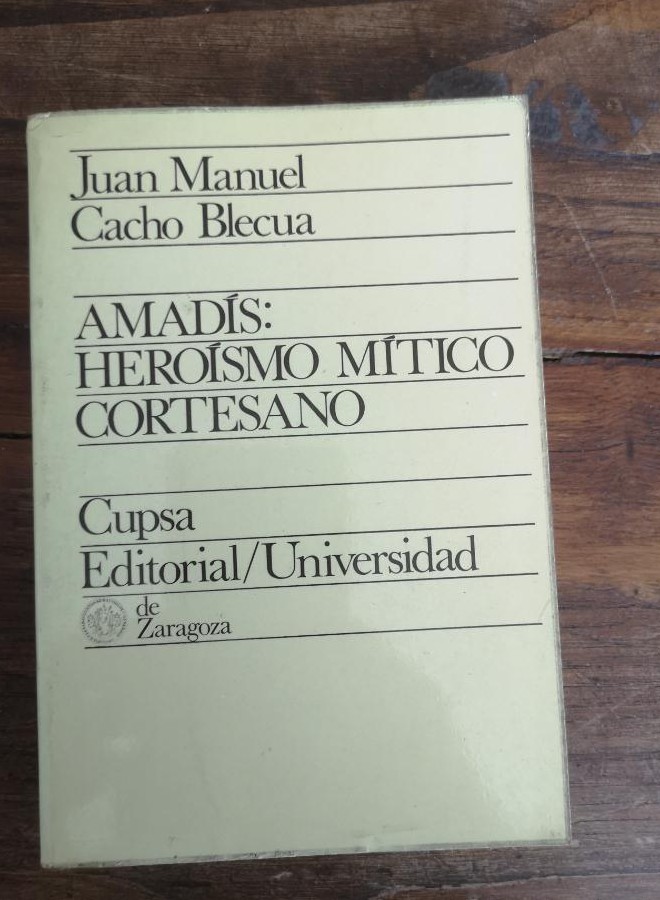 Juan Manuel
Cacho Blecua
AMADÍS:
HEROÍSMO MÍTICO
CORTESANO
Cupsa
Editorial/Universidad
de
Zaragoza